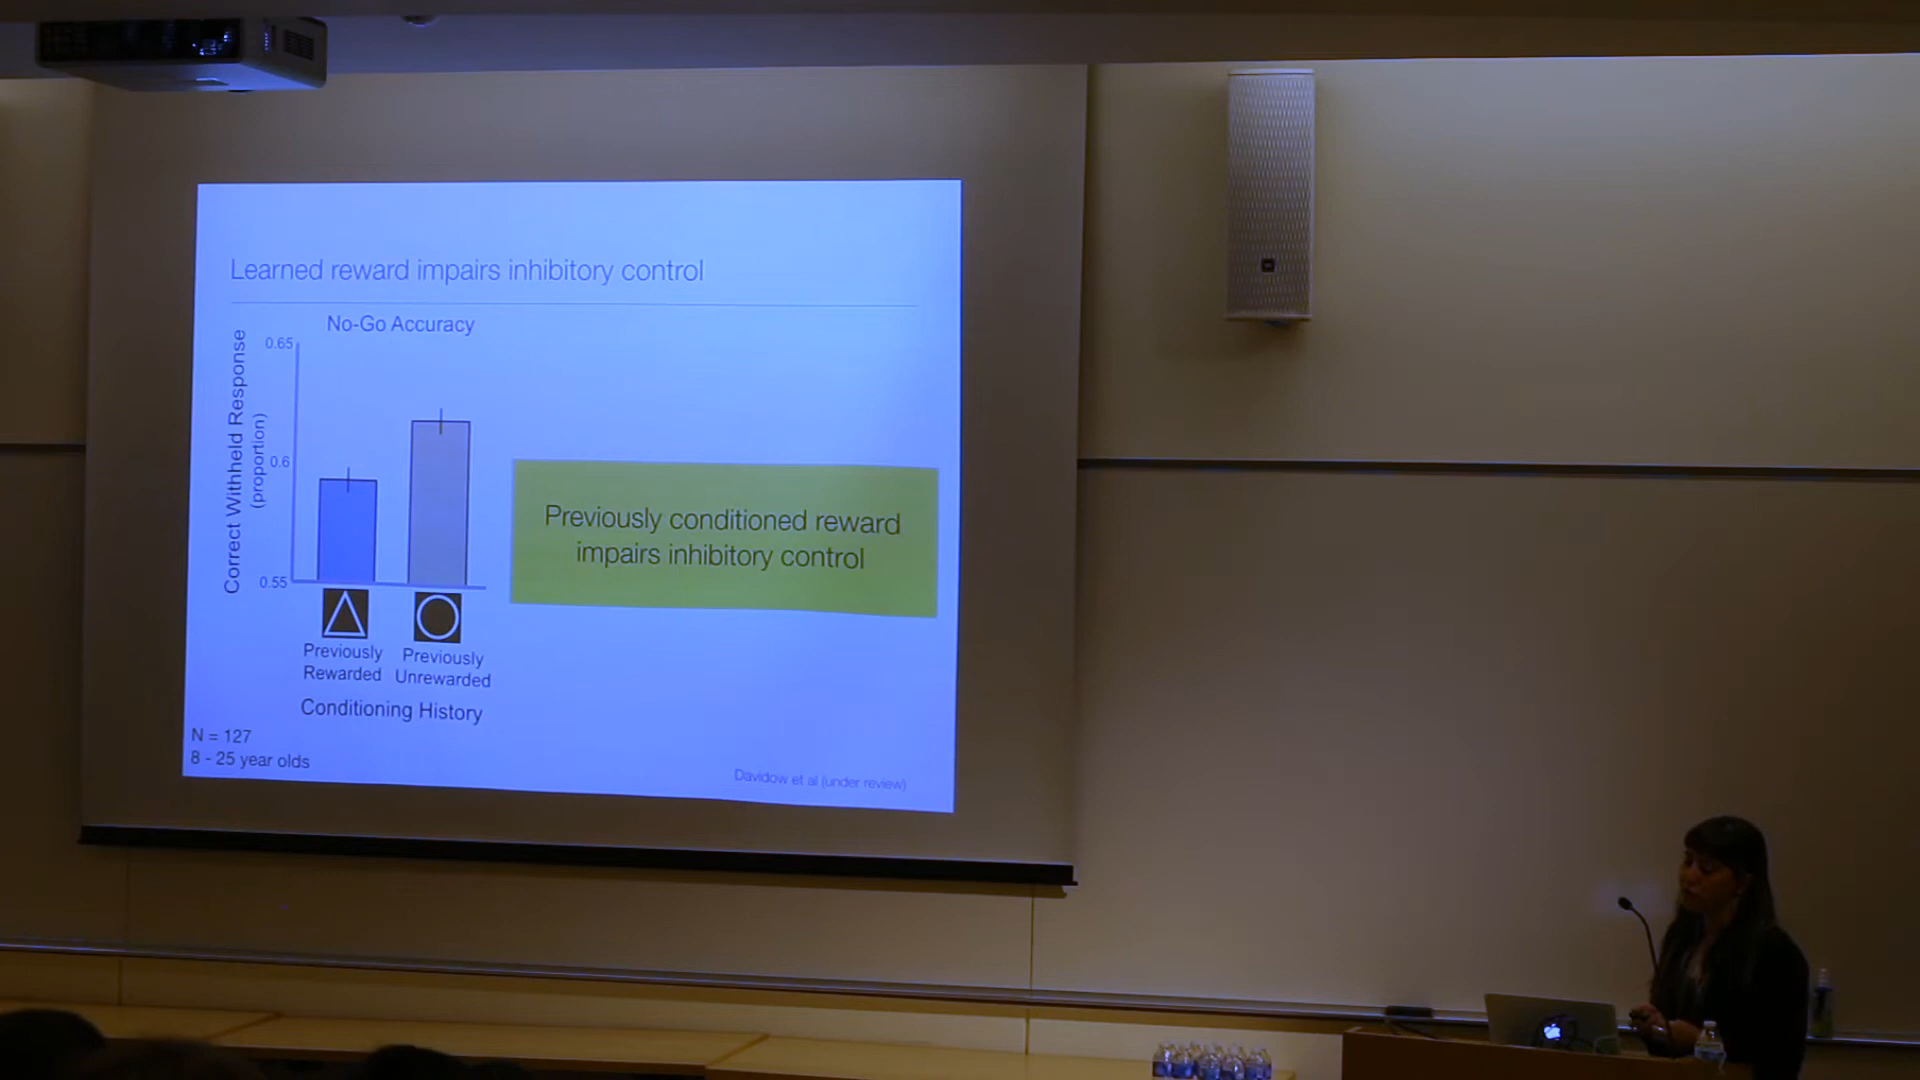 Learned reward impairs inhibitory control
No-Go Accuracy
Correct Withheld Response
(proportion)
0.65
0.6
0.55
Previously
Rewarded
Previously
Unrewarded
Conditioning History
Previously conditioned reward
impairs inhibitory control
N = 127
8 - 25 year olds
Davidow et al (under review)